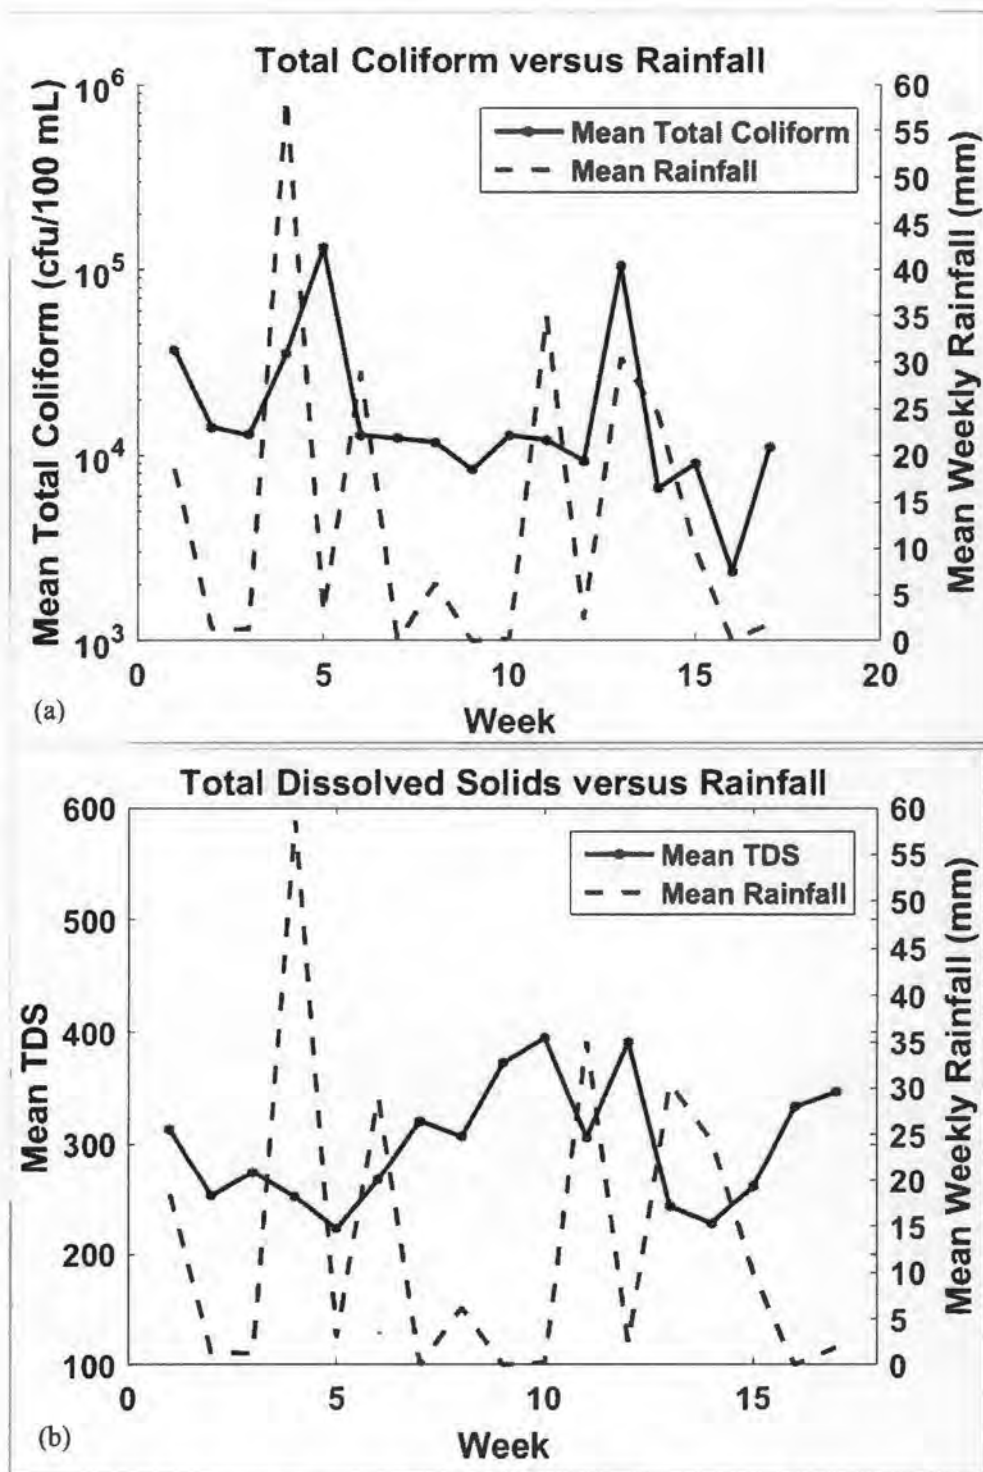 Total Coliform versus Rainfall
Mean Total Coliform (cfu/100 mL)
10^6
10^5
10^4
10^3
Mean Total Coliform
Mean Rainfall
60
55
50
45
40
35
30
25
20
15
10
5
0
Mean Weekly Rainfall (mm)
0 5 10 15 20
Week
(a)
Total Dissolved Solids versus Rainfall
Mean TDS
600
500
400
300
200
100
Mean TDS
Mean Rainfall
60
55
50
45
40
35
30
25
20
15
10
5
0
Mean Weekly Rainfall (mm)
0 5 10 15
Week
(b)